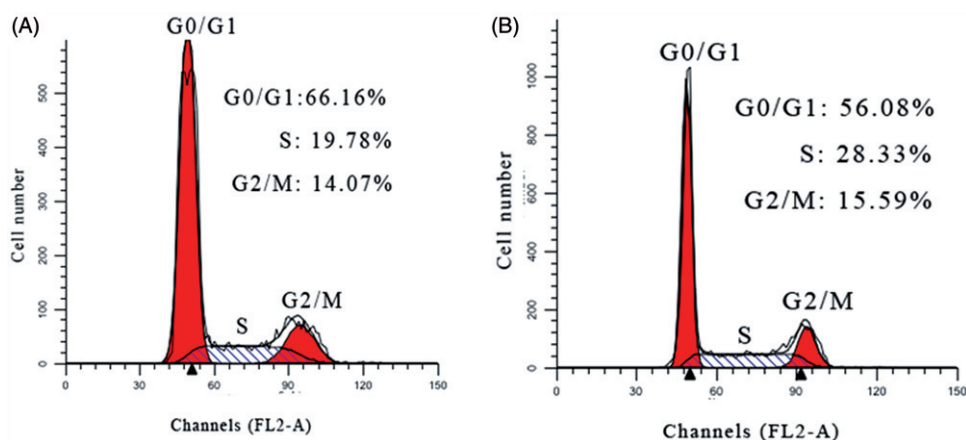 (A)
G0/G1
G0/G1:66.16%
S: 19.78%
G2/M: 14.07%
G2/M
S
Cell number
0
100
200
300
400
500
0
30
60
90
120
150
Channels (FL2-A)
(B)
G0/G1
G0/G1: 56.08%
S: 28.33%
G2/M: 15.59%
G2/M
S
Cell number
0
200
400
600
800
1000
0
30
60
90
120
150
Channels (FL2-A)